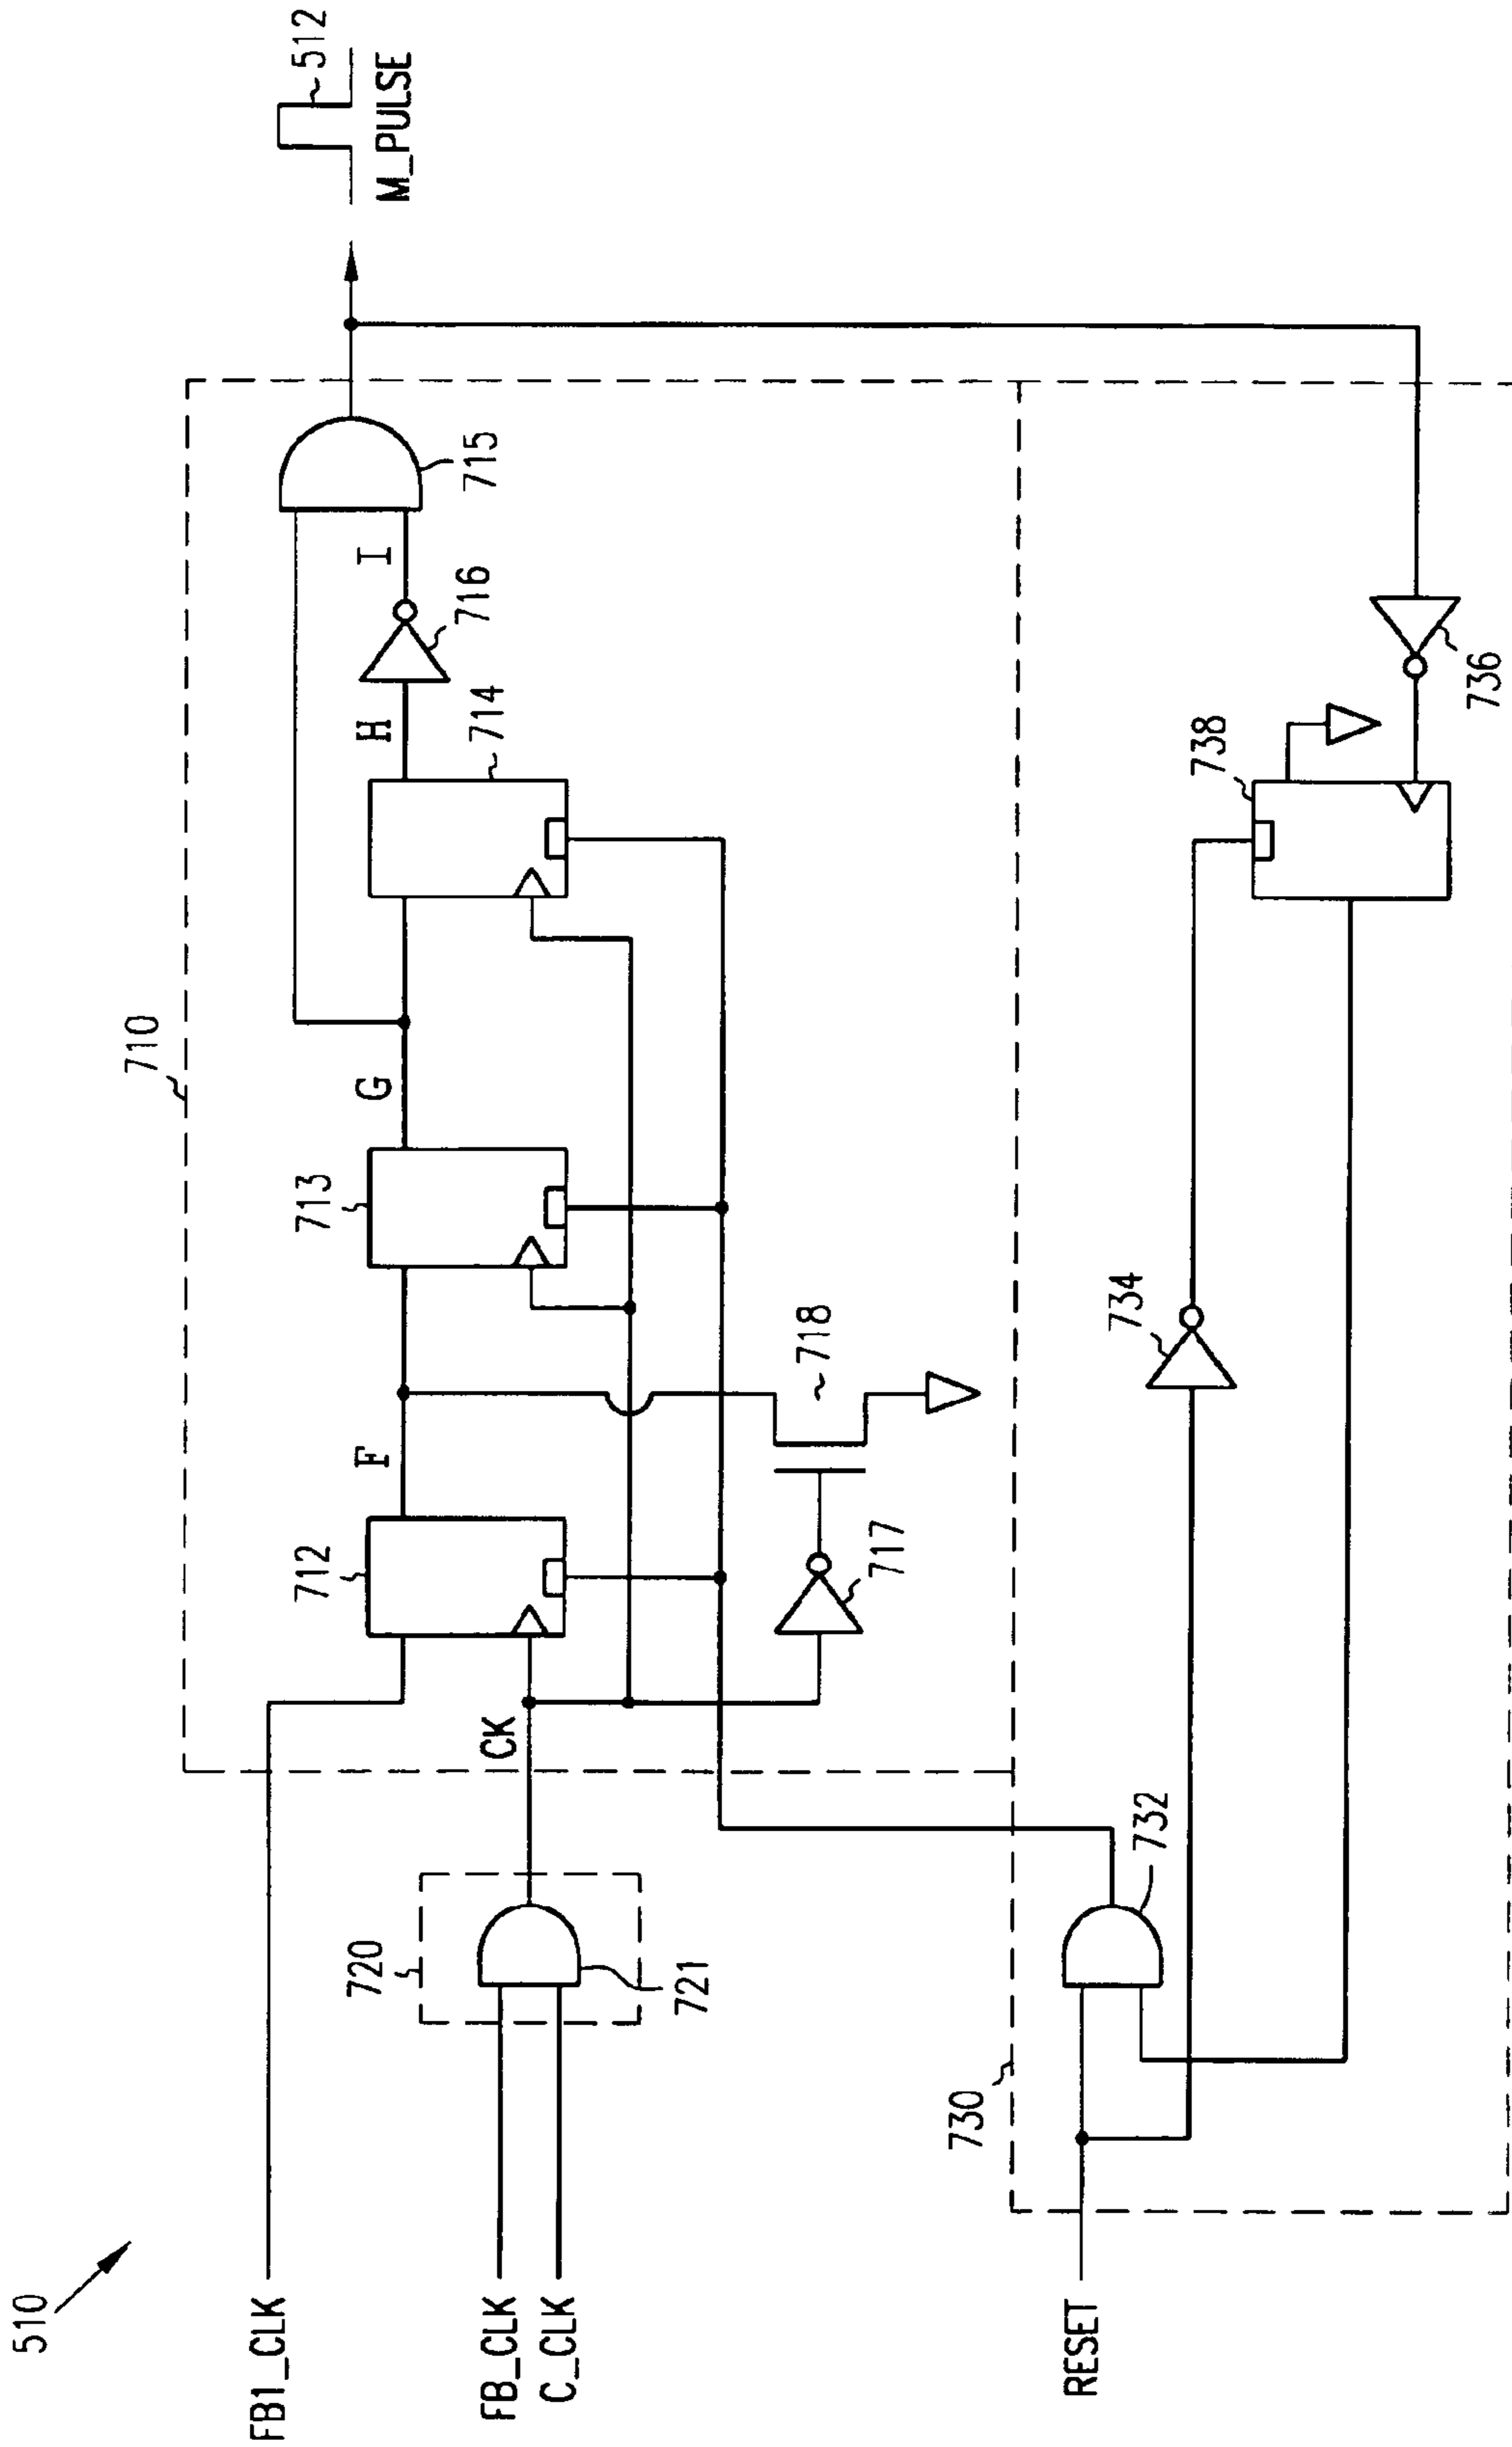 510
FB1_CLK
FB_CLK
C_CLK
RESET
720
721
CK
710
712
F
713
G
714
H
716
I
715
512
M_PULSE
717
718
730
732
734
738
736